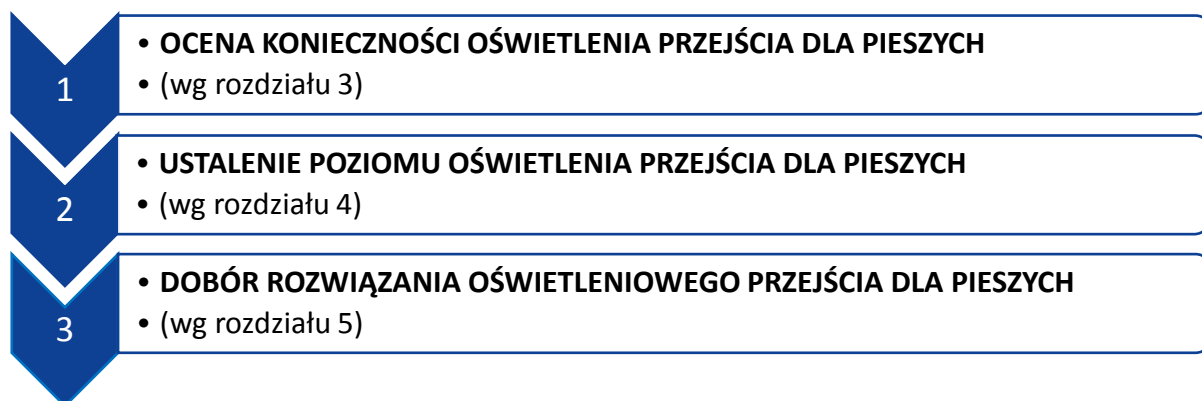 1
• OCENA KONIECZNOŚCI OŚWIETLENIA PRZEJŚCIA DLA PIESZYCH
• (wg rozdziału 3)
2
• USTALENIE POZIOMU OŚWIETLENIA PRZEJŚCIA DLA PIESZYCH
• (wg rozdziału 4)
3
• DOBÓR ROZWIĄZANIA OŚWIETLENIOWEGO PRZEJŚCIA DLA PIESZYCH
• (wg rozdziału 5)